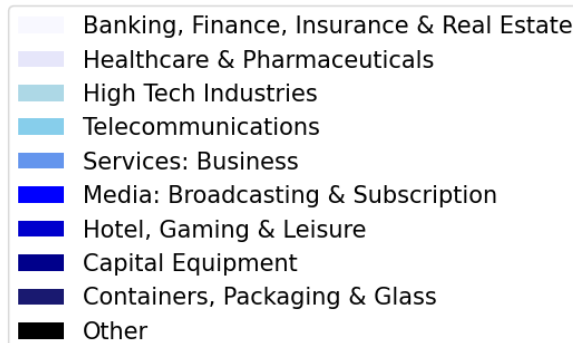 Banking, Finance, Insurance & Real Estate
Healthcare & Pharmaceuticals
High Tech Industries
Telecommunications
Services: Business
Media: Broadcasting & Subscription
Hotel, Gaming & Leisure
Capital Equipment
Containers, Packaging & Glass
Other